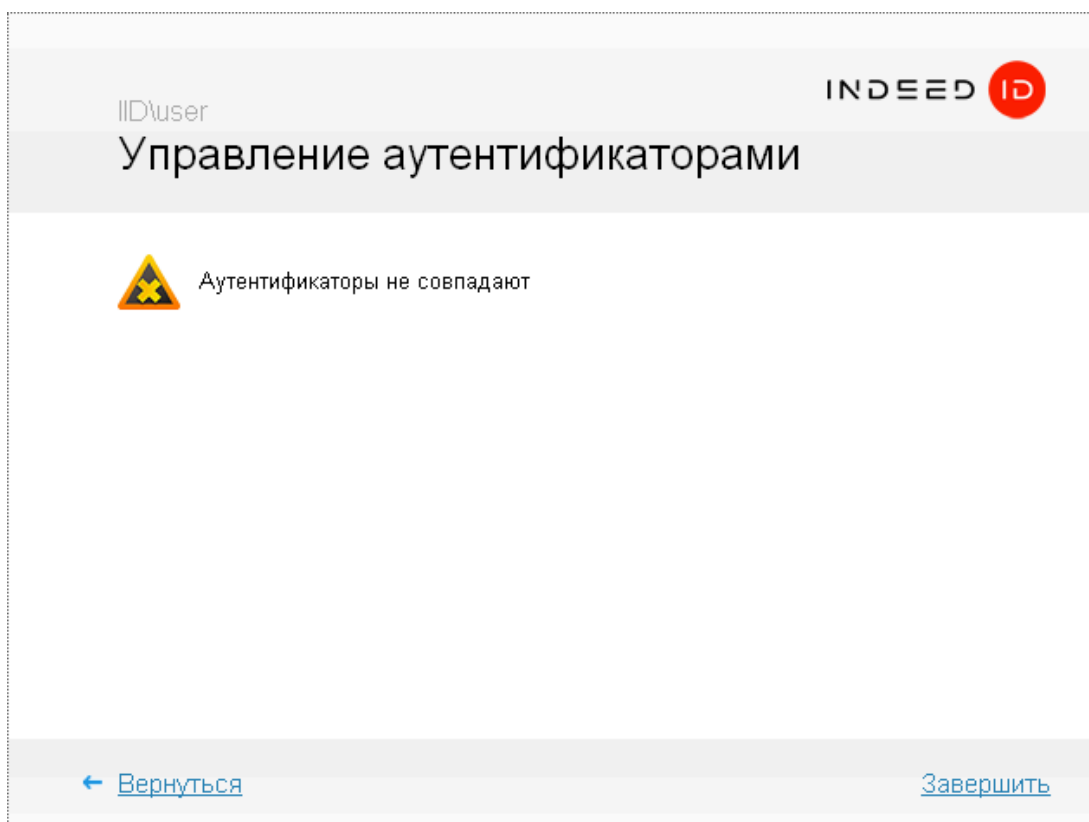 INDEED ID
IID\user
Управление аутентификаторами
Аутентификаторы не совпадают
← Вернуться
Завершить